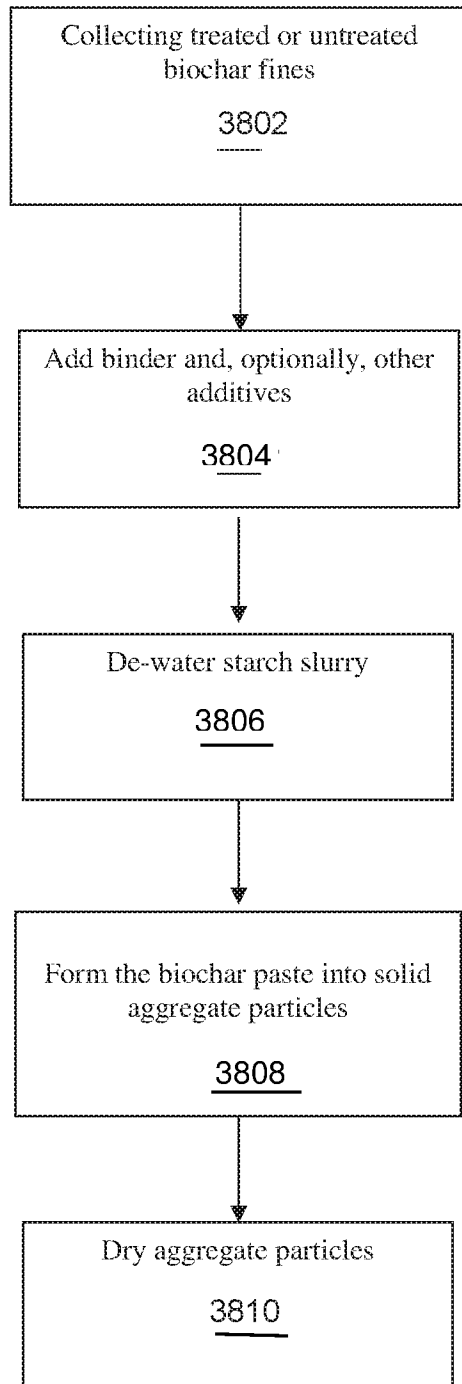 Collecting treated or untreated
biochar fines
3802
Add binder and, optionally, other
additives
3804
De-water starch slurry
3806
Form the biochar paste into solid
aggregate particles
3808
Dry aggregate particles
3810